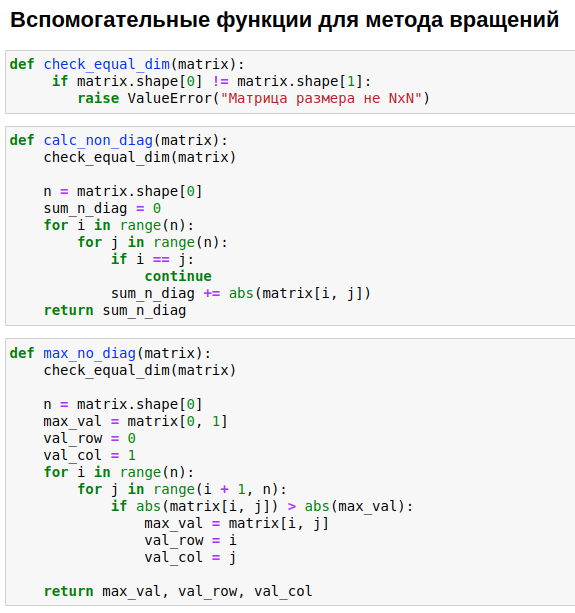 Вспомогательные функции для метода вращений
def check_equal_dim(matrix):
     if matrix.shape[0] != matrix.shape[1]:
        raise ValueError("Матрица размера не NxN")
def calc_non_diag(matrix):
    check_equal_dim(matrix)
    n = matrix.shape[0]
    sum_n_diag = 0
    for i in range(n):
        for j in range(n):
            if i == j:
                continue
            sum_n_diag += abs(matrix[i, j])
    return sum_n_diag
def max_no_diag(matrix):
    check_equal_dim(matrix)
    n = matrix.shape[0]
    max_val = matrix[0, 1]
    val_row = 0
    val_col = 1
    for i in range(n):
        for j in range(i + 1, n):
            if abs(matrix[i, j]) > abs(max_val):
                max_val = matrix[i, j]
                val_row = i
                val_col = j
    return max_val, val_row, val_col